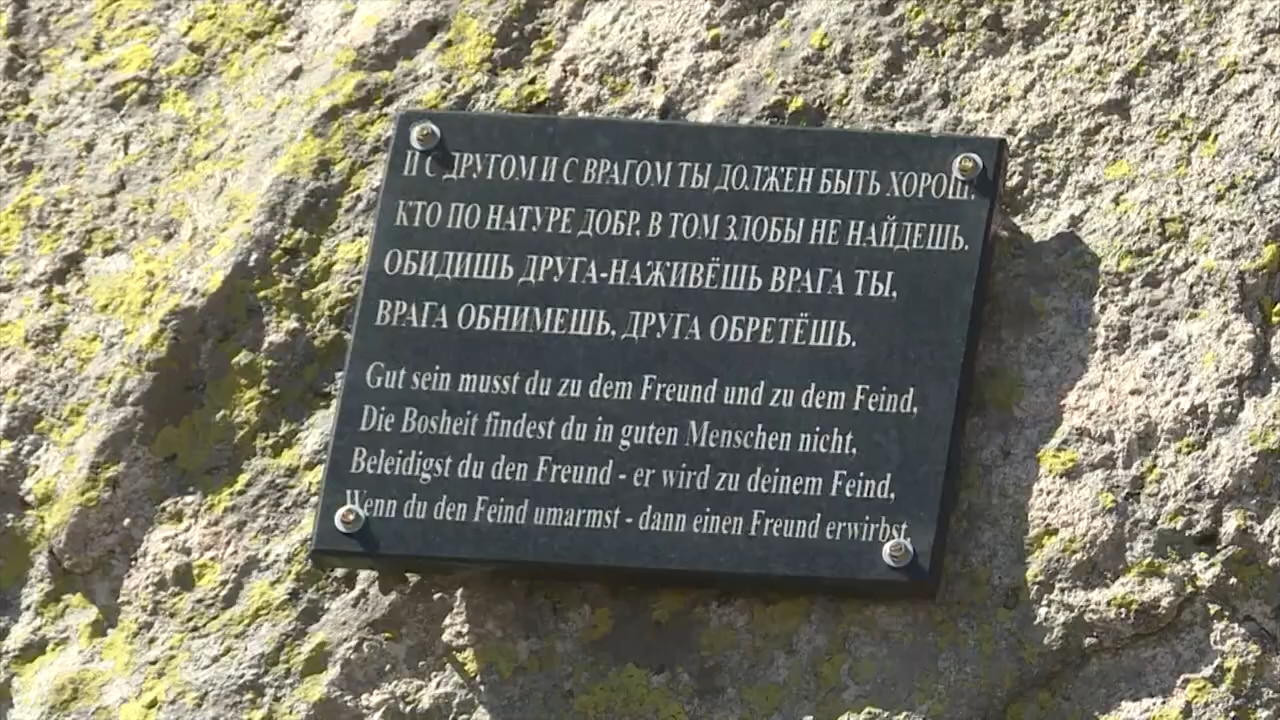 И С ДРУГОМ И С ВРАГОМ ТЫ ДОЛЖЕН БЫТЬ ХОРОШ.
КТО ПО НАТУРЕ ДОБР, В ТОМ ЗЛОБЫ НЕ НАЙДЕШЬ.
ОБИДИШЬ ДРУГА-НАЖИВЁШЬ ВРАГА ТЫ,
ВРАГА ОБНИМЕШЬ, ДРУГА ОБРЕТЁШЬ.
Gut sein musst du zu dem Freund und zu dem Feind,
Die Bosheit findest du in guten Menschen nicht,
Beleidigst du den Freund - er wird zu deinem Feind,
Wenn du den Feind umarmst - dann einen Freund erwirbst.